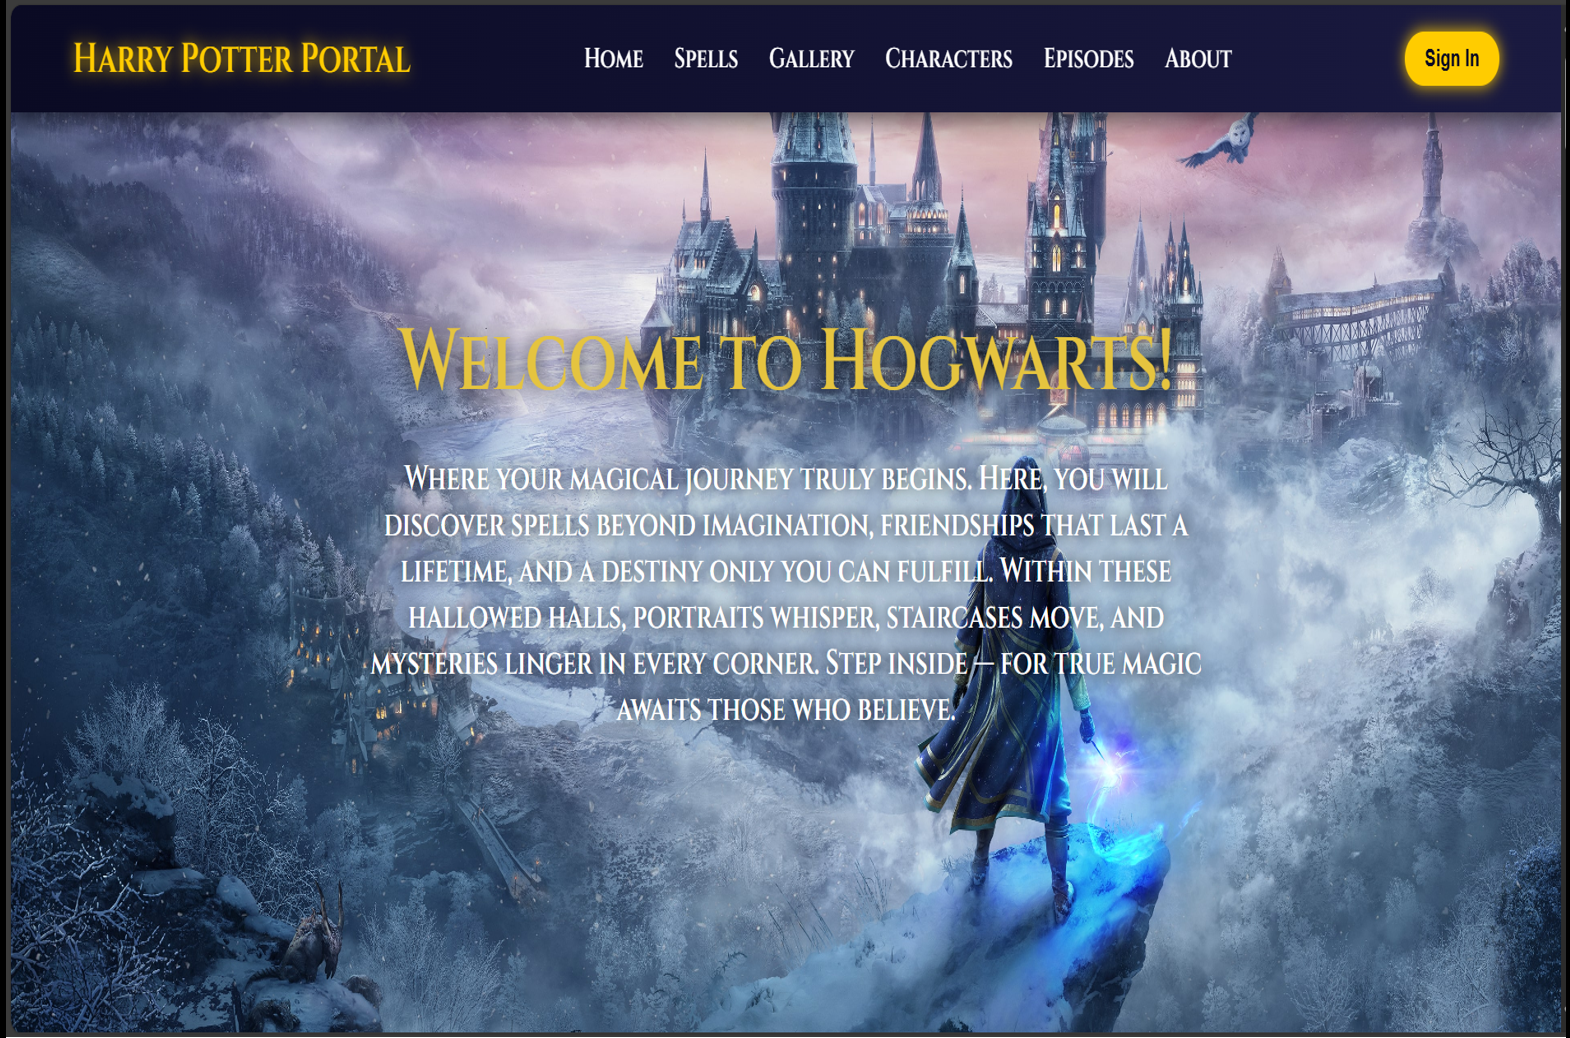 Harry Potter Portal
Home Spells Gallery Characters Episodes About
Sign In
Welcome to Hogwarts!
Where your magical journey truly begins. Here, you will
discover spells beyond imagination, friendships that last a
lifetime, and a destiny only you can fulfill. Within these
hallowed halls, portraits whisper, staircases move, and
mysteries linger in every corner. Step inside — for true magic
awaits those who believe.